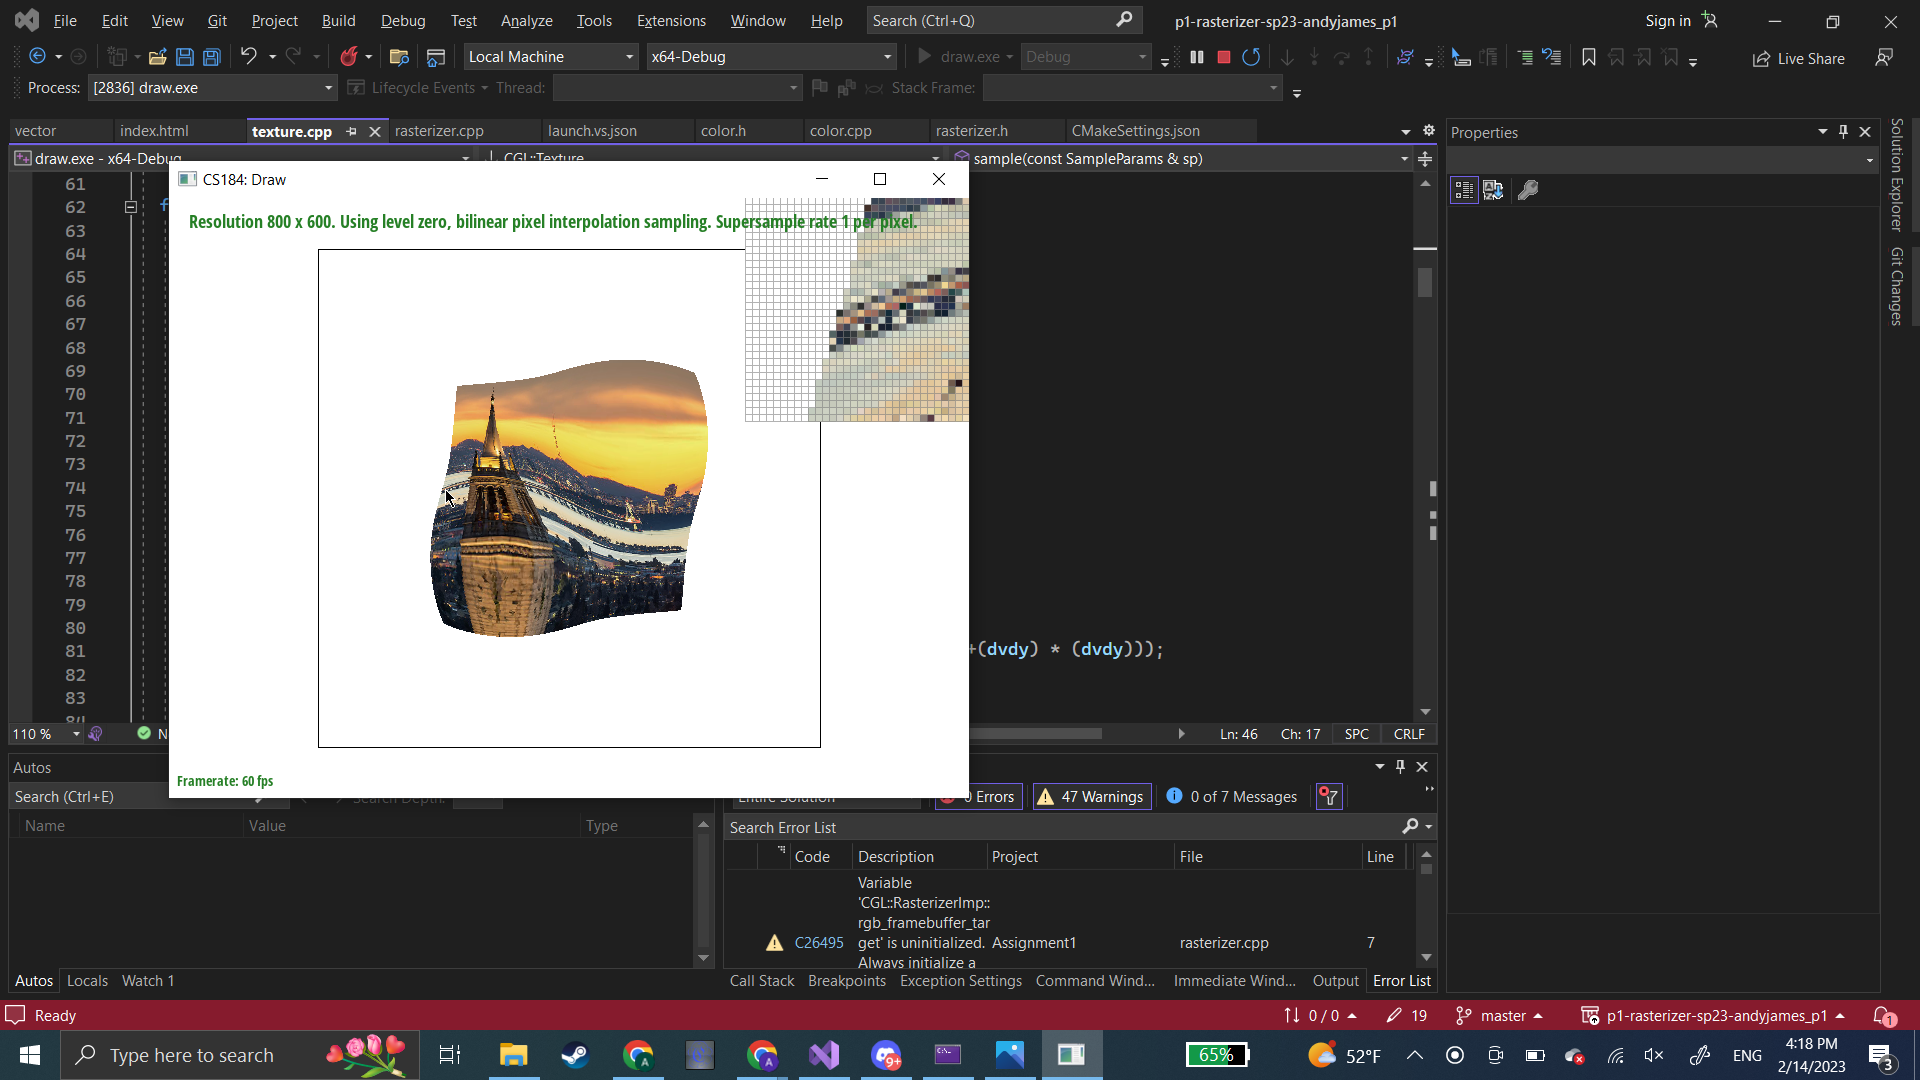 File Edit View Git Project Build Debug Test Analyze Tools Extensions Window Help Search (Ctrl+Q) p1-rasterizer-sp23-andyjames_p1 Sign in
Local Machine x64-Debug draw.exe Debug Live Share
Process: [2836] draw.exe Lifecycle Events Thread: Stack Frame:
vector index.html texture.cpp rasterizer.cpp launch.vs.json color.h color.cpp rasterizer.h CMakeSettings.json
Properties
draw.exe - x64-Debug CGL::Texture sample(const SampleParams & sp)
Solution Explorer
Git Changes
CS184: Draw
Resolution 800 x 600. Using level zero, bilinear pixel interpolation sampling. Supersample rate 1 per pixel.
61
62 f
63
64
65
66
67
68
69
70
71
72
73
74
75
76
77
78
79
80
81 +(dvdy) * (dvdy)));
82
83
84
Framerate: 60 fps
110 % N Ln: 46 Ch: 17 SPC CRLF
Autos
Search (Ctrl+E) Search Depth: Entire Solution 0 Errors 47 Warnings 0 of 7 Messages
Name Value Type
Search Error List
Code Description Project File Line
Variable
'CGL::RasterizerImp::
rgb_framebuffer_tar
C26495 get' is uninitialized. Assignment1 rasterizer.cpp 7
Always initialize a
Autos Locals Watch 1
Call Stack Breakpoints Exception Settings Command Wind... Immediate Wind... Output Error List
Ready 0 / 0 19 master p1-rasterizer-sp23-andyjames_p1 1
Type here to search 9+ 65% 52°F ENG 4:18 PM
2/14/2023 3